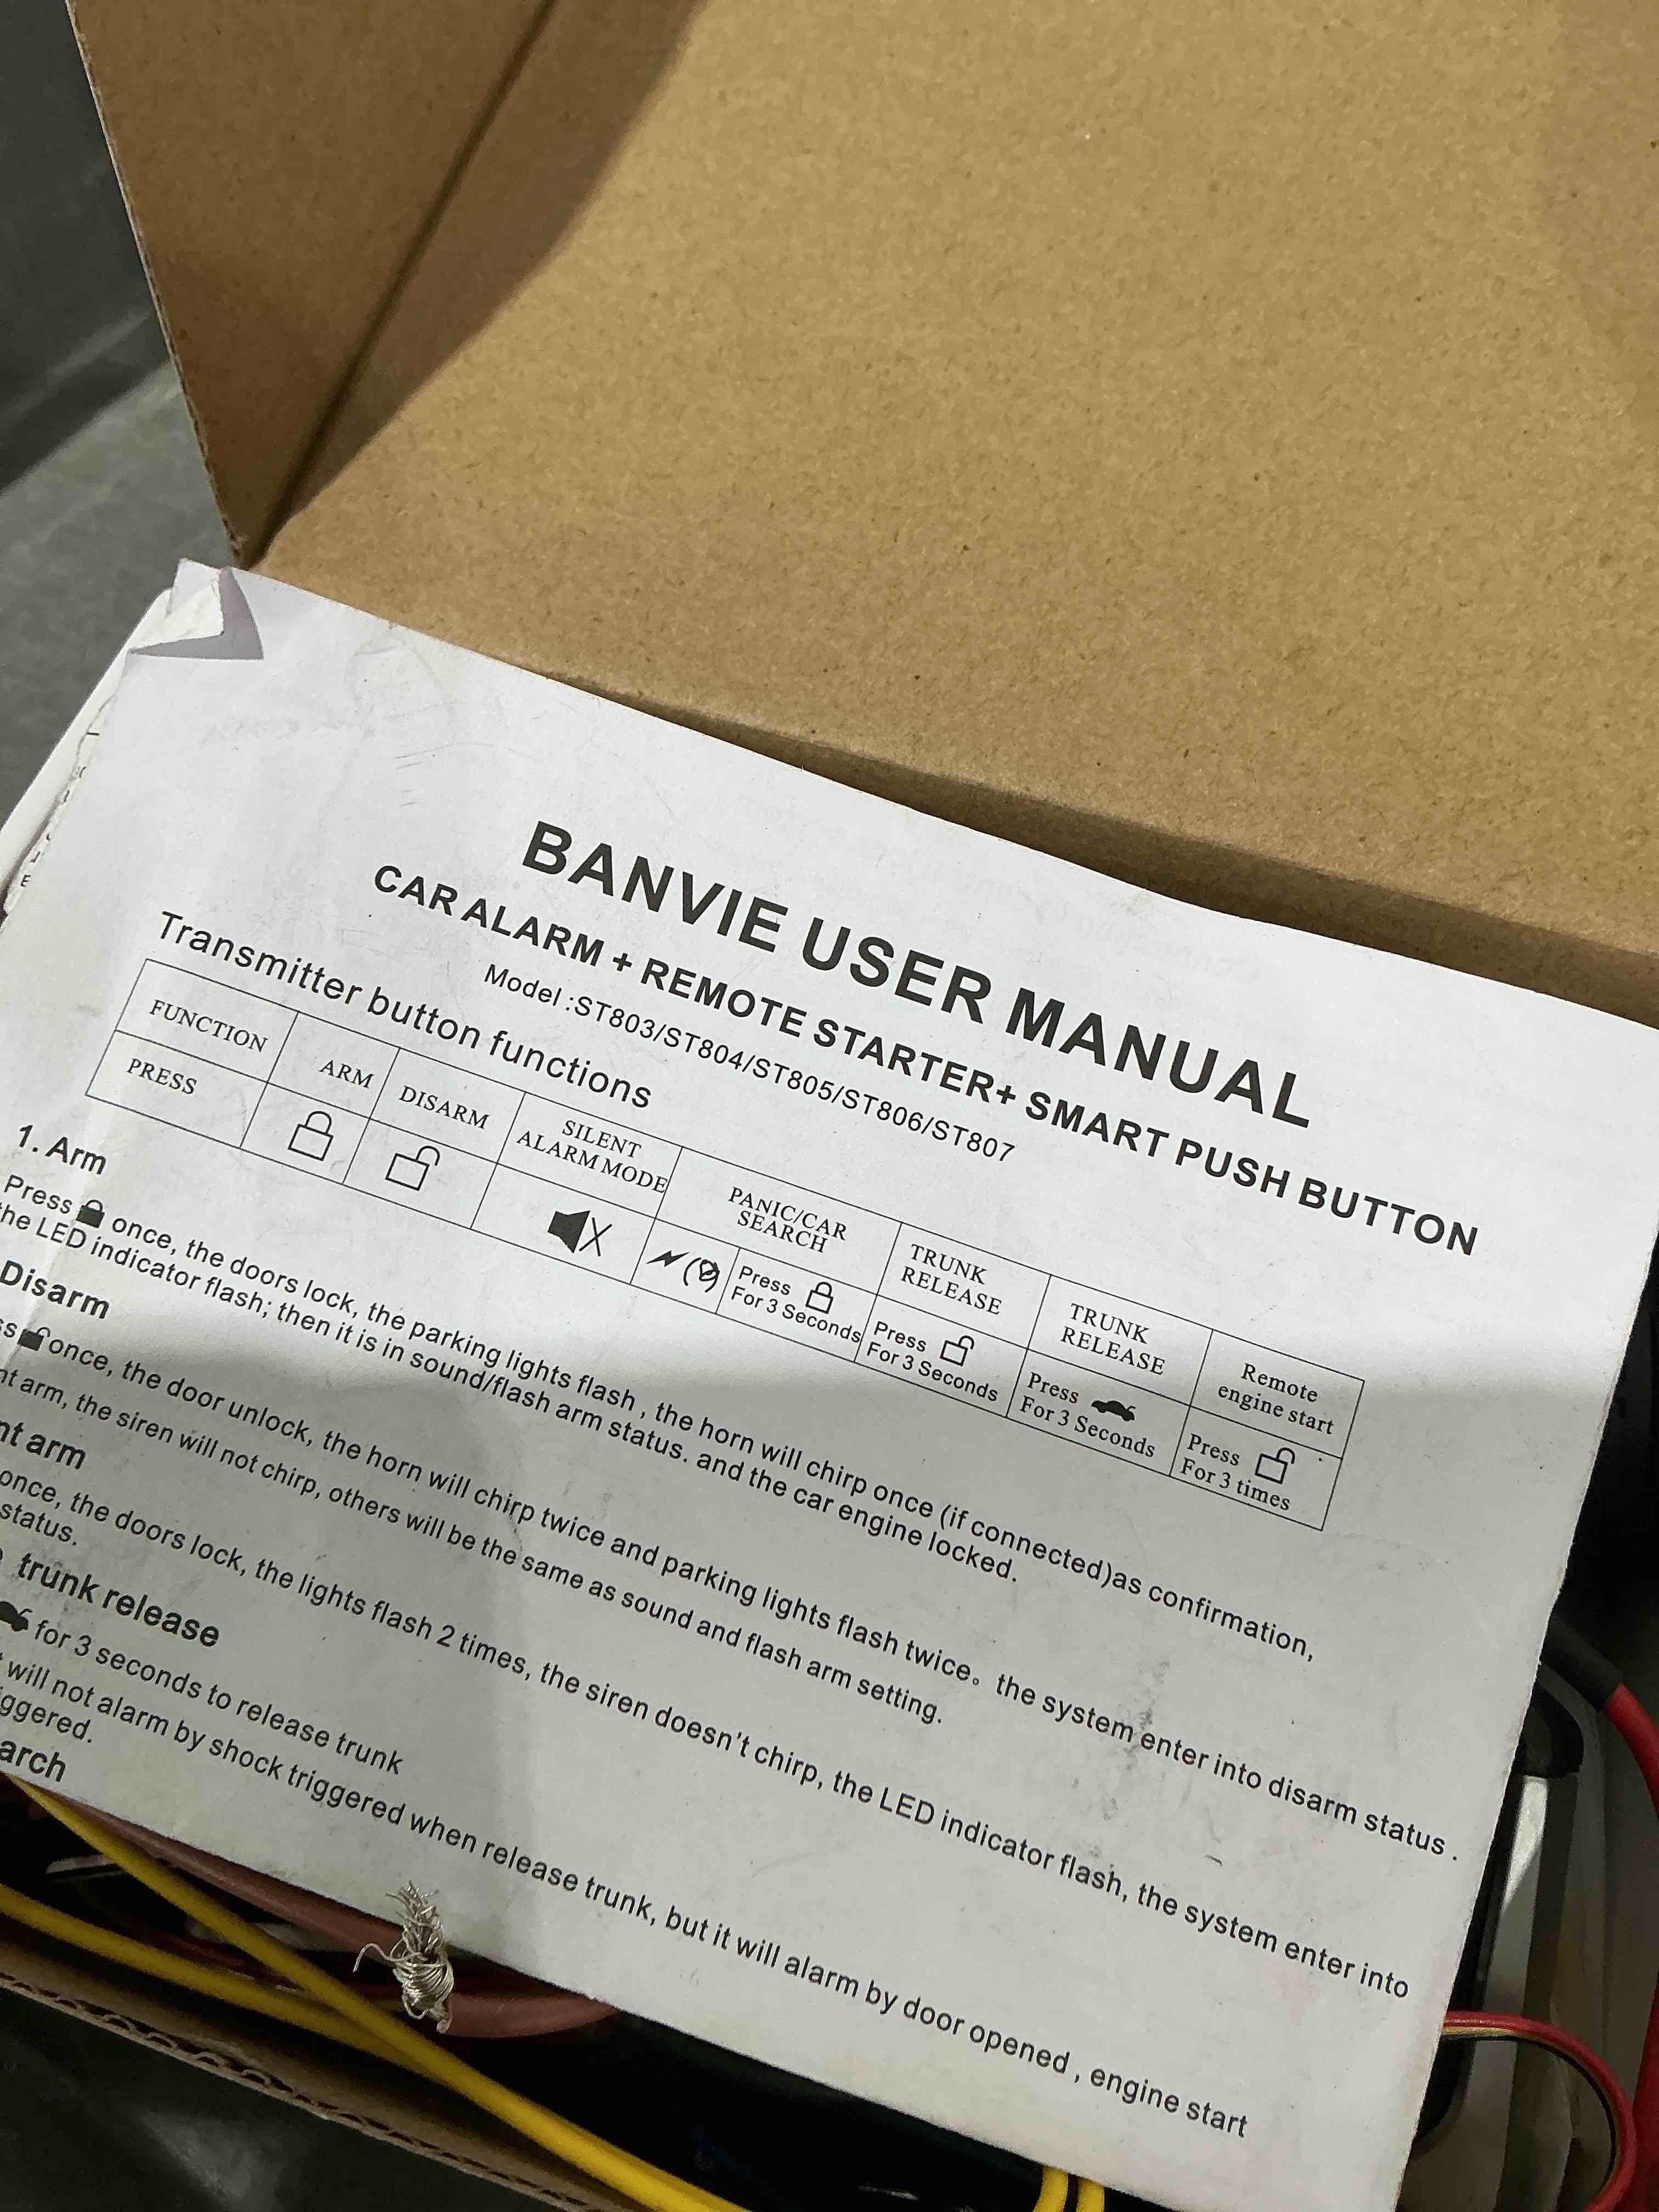 BANVIE USER MANUAL
CAR ALARM + REMOTE STARTER+ SMART PUSH BUTTON
Model :ST803/ST804/ST805/ST806/ST807
Transmitter button functions
FUNCTION ARM DISARM SILENT ALARM MODE PANIC/CAR SEARCH TRUNK RELEASE TRUNK RELEASE Remote engine start
PRESS Press For 3 Seconds Press For 3 Seconds Press For 3 Seconds Press For 3 times
1. Arm
Press once, the doors lock, the parking lights flash , the horn will chirp once (if connected)as confirmation,
the LED indicator flash; then it is in sound/flash arm status. and the car engine locked.
Disarm
once, the door unlock, the horn will chirp twice and parking lights flash twice。 the system enter into disarm status .
arm, the siren will not chirp, others will be the same as sound and flash arm setting.
arm
once, the doors lock, the lights flash 2 times, the siren doesn't chirp, the LED indicator flash, the system enter into
status.
trunk release
for 3 seconds to release trunk
will not alarm by shock triggered when release trunk, but it will alarm by door opened , engine start